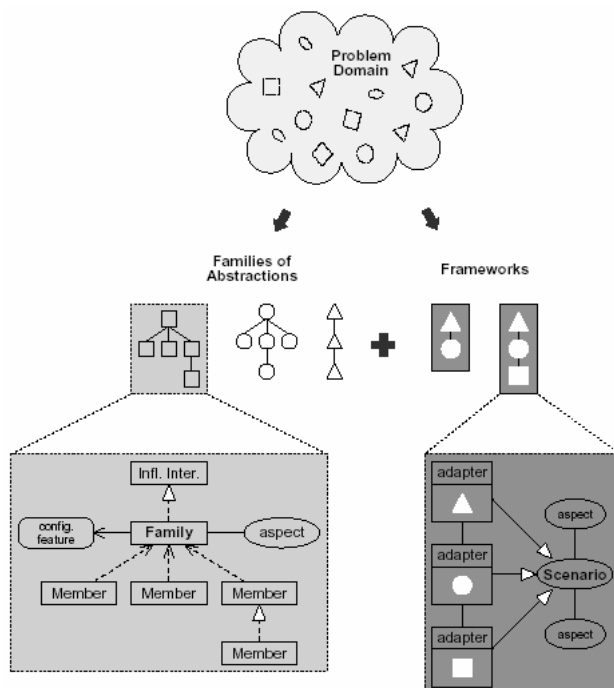 Problem
Domain
Families of
Abstractions
Frameworks
Infl. Inter.
config.
feature
Family
aspect
Member
Member
Member
Member
adapter
adapter
adapter
aspect
Scenario
aspect